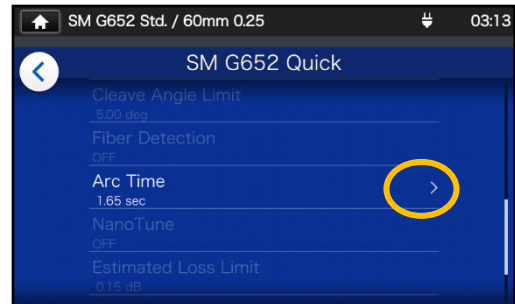 SM G652 Std. / 60mm 0.25 03:13
SM G652 Quick
Cleave Angle Limit
5.00 deg
Fiber Detection
OFF
Arc Time
1.65 sec
NanoTune
OFF
Estimated Loss Limit
0.15 dB